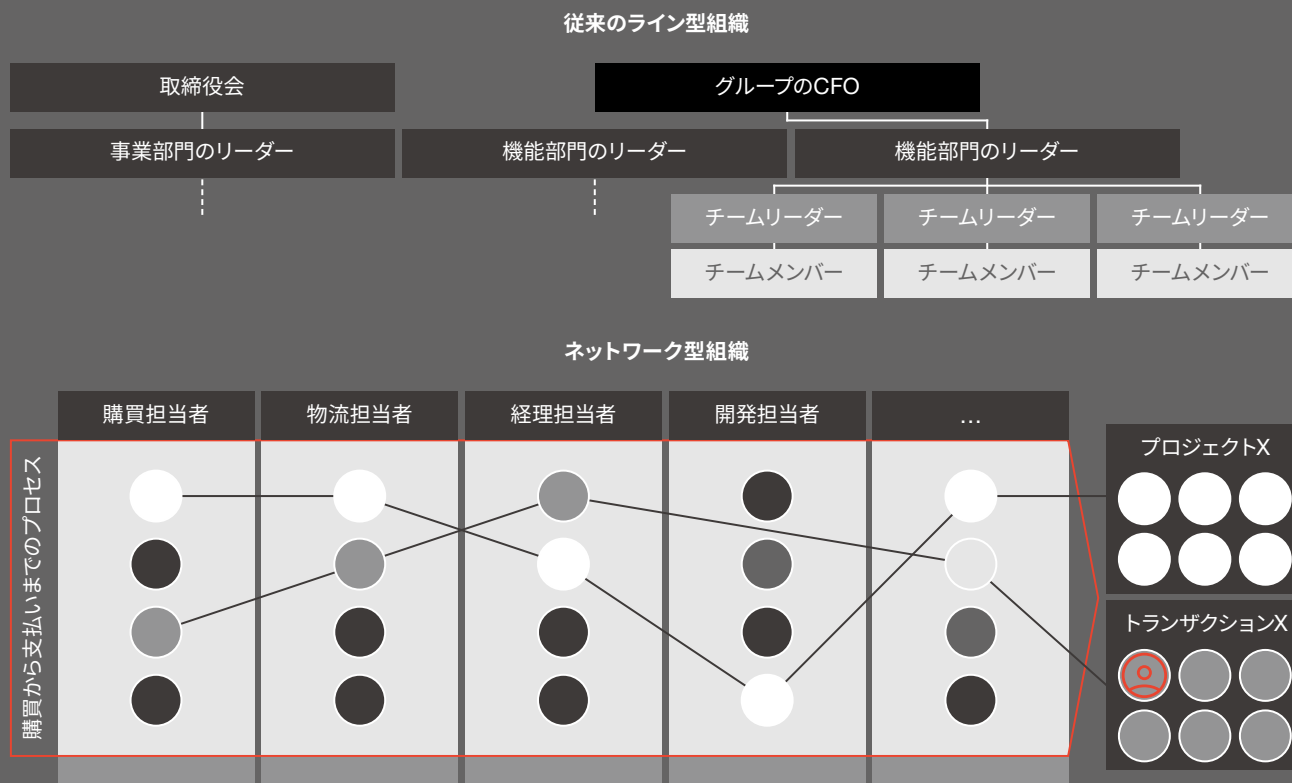 従来のライン型組織
取締役会
グループのCFO
事業部門のリーダー
機能部門のリーダー
機能部門のリーダー
チームリーダー
チームリーダー
チームリーダー
チームメンバー
チームメンバー
チームメンバー
ネットワーク型組織
購買担当者
物流担当者
経理担当者
開発担当者
…
購買から支払いまでのプロセス
プロジェクトX
トランザクションX